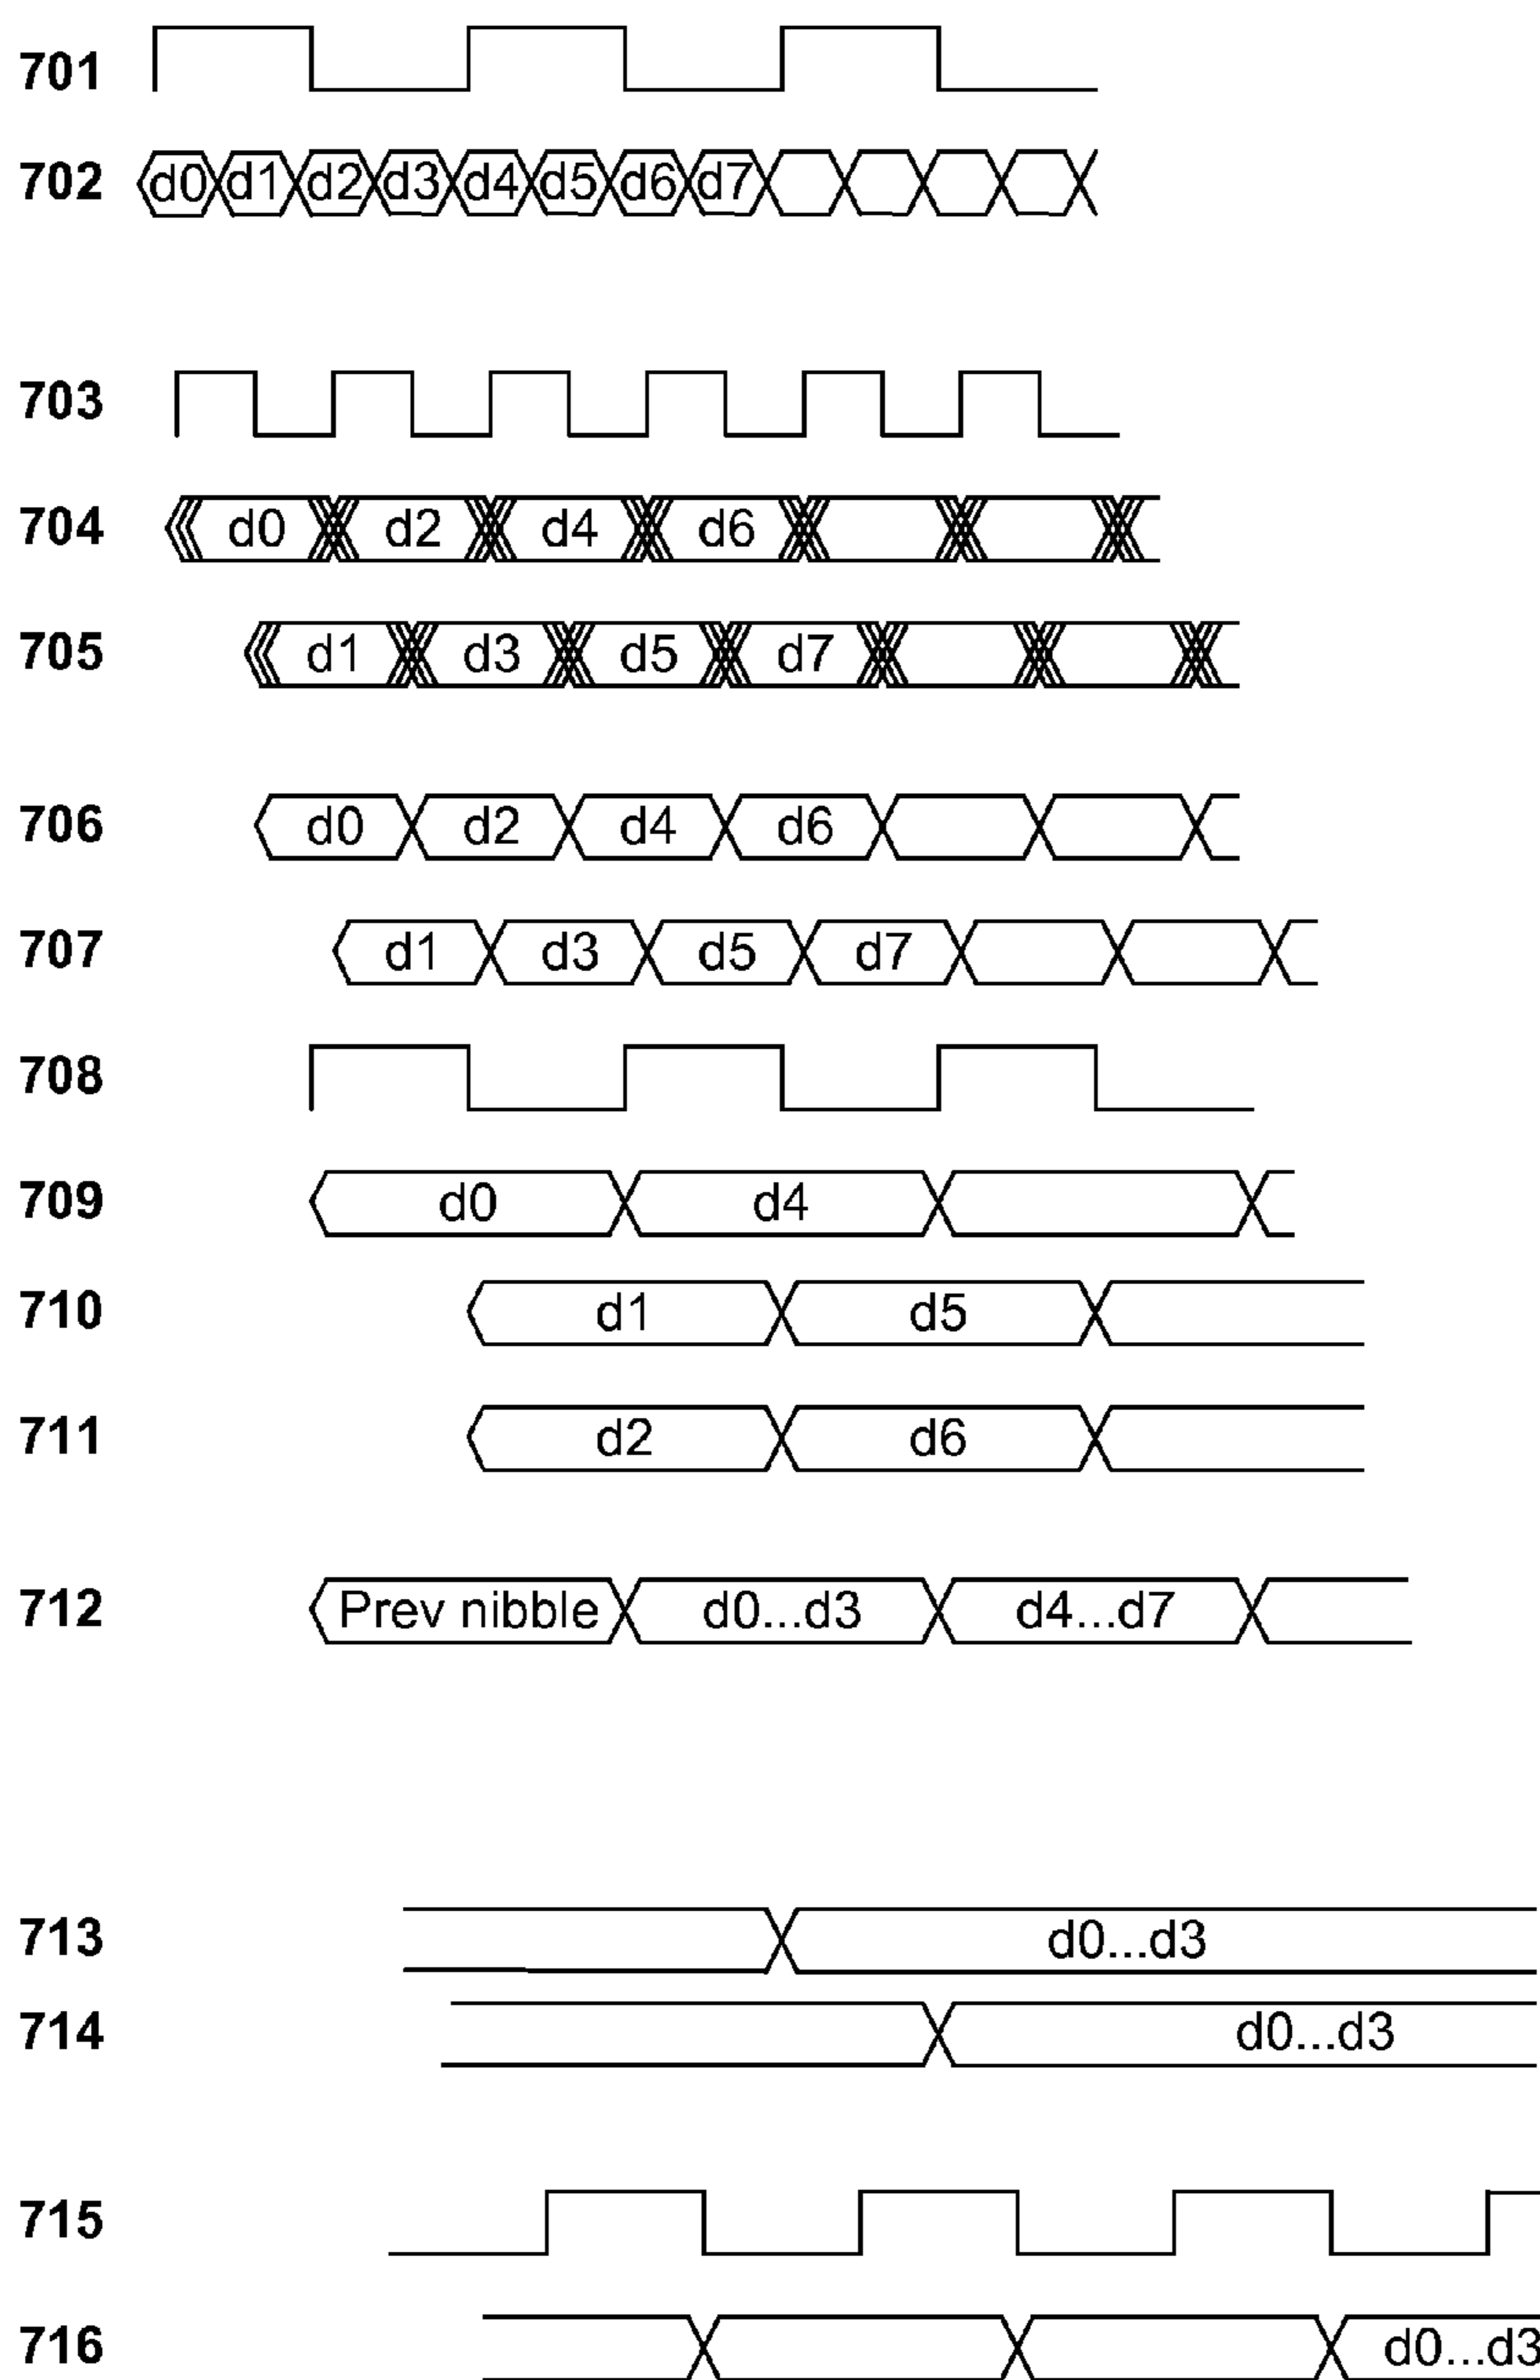 701
702 d0 d1 d2 d3 d4 d5 d6 d7
703
704 d0 d2 d4 d6
705 d1 d3 d5 d7
706 d0 d2 d4 d6
707 d1 d3 d5 d7
708
709 d0 d4
710 d1 d5
711 d2 d6
712 Prev nibble d0...d3 d4...d7
713 d0...d3
714 d0...d3
715
716 d0...d3